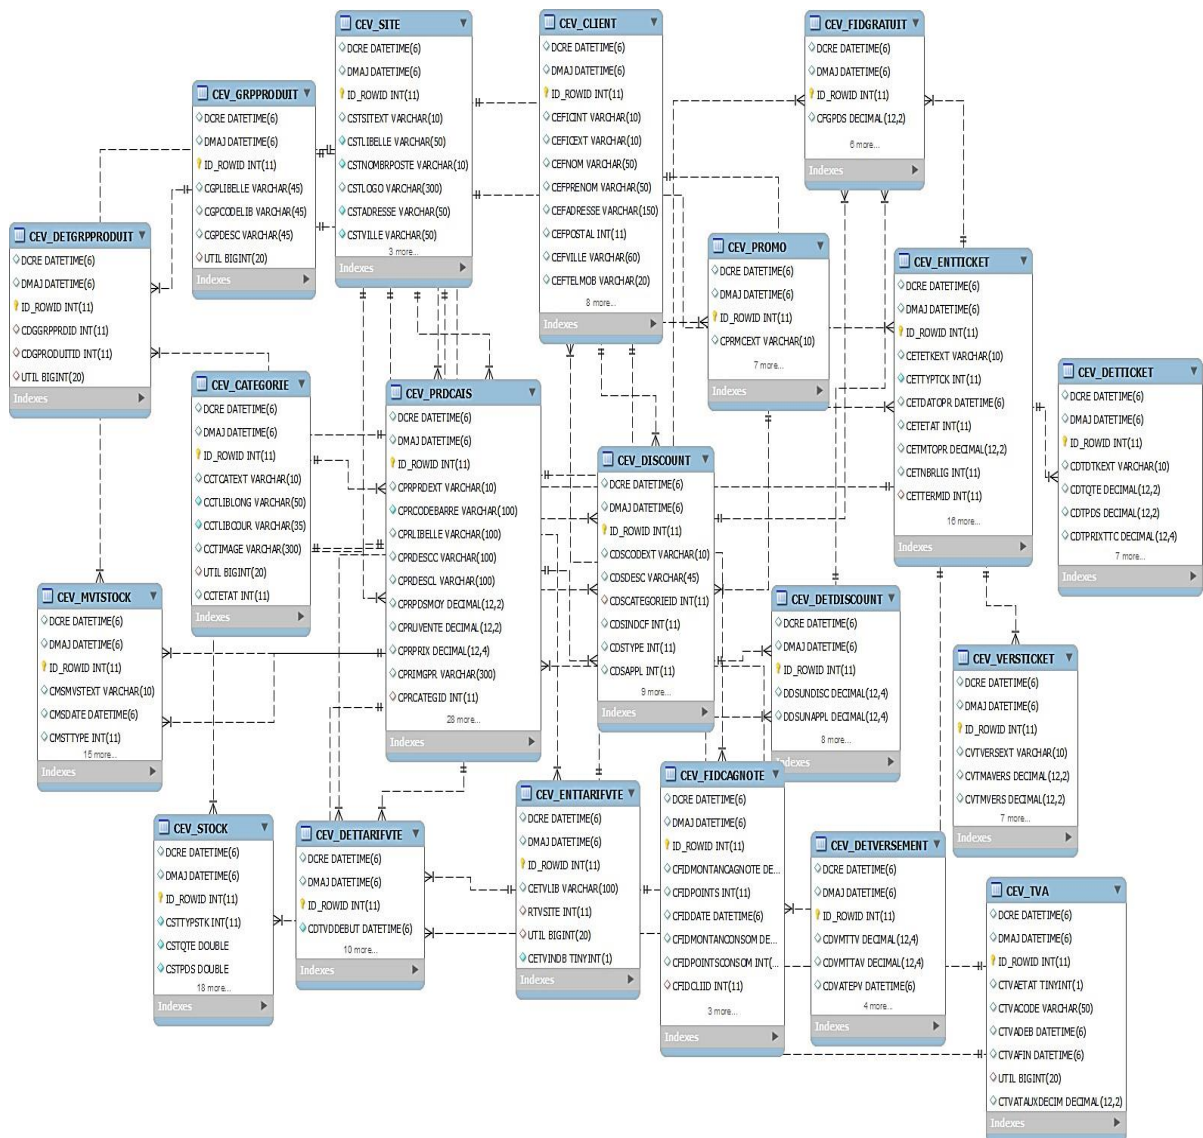 CEV_SITE
DCRE DATETIME(6)
DMAJ DATETIME(6)
ID_ROWID INT(11)
CSTSITEXT VARCHAR(10)
CSTLIBELLE VARCHAR(50)
CSTNOMBRPOSTE VARCHAR(10)
CSTLOGO VARCHAR(300)
CSTADRESSE VARCHAR(50)
CSTVILLE VARCHAR(50)
3 more...
Indexes
CEV_CLIENT
DCRE DATETIME(6)
DMAJ DATETIME(6)
ID_ROWID INT(11)
CEFICINT VARCHAR(10)
CEFICEXT VARCHAR(10)
CEFNOM VARCHAR(50)
CEFPRENOM VARCHAR(50)
CEFADRESSE VARCHAR(150)
CEFPOSTAL INT(11)
CEFVILLE VARCHAR(60)
CEFTELMOB VARCHAR(20)
8 more...
Indexes
CEV_FIDGRATUIT
DCRE DATETIME(6)
DMAJ DATETIME(6)
ID_ROWID INT(11)
CFGPDS DECIMAL(12,2)
6 more...
Indexes
CEV_GRPPRODUIT
DCRE DATETIME(6)
DMAJ DATETIME(6)
ID_ROWID INT(11)
CGPLIBELLE VARCHAR(45)
CGPCODELIB VARCHAR(45)
CGPDESC VARCHAR(45)
UTIL BIGINT(20)
Indexes
CEV_DETGRPPRODUIT
DCRE DATETIME(6)
DMAJ DATETIME(6)
ID_ROWID INT(11)
CDGGRPPRDID INT(11)
CDGPRODUITID INT(11)
UTIL BIGINT(20)
Indexes
CEV_PROMO
DCRE DATETIME(6)
DMAJ DATETIME(6)
ID_ROWID INT(11)
CPRMCEXT VARCHAR(10)
7 more...
Indexes
CEV_ENTTICKET
DCRE DATETIME(6)
DMAJ DATETIME(6)
ID_ROWID INT(11)
CETETKEXT VARCHAR(10)
CETTYPTCK INT(11)
CETDATOPR DATETIME(6)
CETETAT INT(11)
CETMTOPR DECIMAL(12,2)
CETNBRLIG INT(11)
CETTERMID INT(11)
16 more...
Indexes
CEV_DETTICKET
DCRE DATETIME(6)
DMAJ DATETIME(6)
ID_ROWID INT(11)
CDTDTKEXT VARCHAR(10)
CDTQTE DECIMAL(12,2)
CDTPDS DECIMAL(12,2)
CDTPRIXTTC DECIMAL(12,4)
7 more...
Indexes
CEV_CATEGORIE
DCRE DATETIME(6)
DMAJ DATETIME(6)
ID_ROWID INT(11)
CCTCATEXT VARCHAR(10)
CCTLIBLONG VARCHAR(50)
CCTLIBCOUR VARCHAR(35)
CCTIMAGE VARCHAR(300)
UTIL BIGINT(20)
CCTETAT INT(11)
Indexes
CEV_PRDCAIS
DCRE DATETIME(6)
DMAJ DATETIME(6)
ID_ROWID INT(11)
CPRPRDEXT VARCHAR(10)
CPRCODEBARRE VARCHAR(100)
CPRLIBELLE VARCHAR(100)
CPRDESCC VARCHAR(100)
CPRDESCL VARCHAR(100)
CPRPDSMOY DECIMAL(12,2)
CPRUVENTE DECIMAL(12,2)
CPRPRIX DECIMAL(12,4)
CPRIMGPR VARCHAR(300)
CPRCATEGID INT(11)
28 more...
Indexes
CEV_DISCOUNT
DCRE DATETIME(6)
DMAJ DATETIME(6)
ID_ROWID INT(11)
CDSCODEXT VARCHAR(10)
CDSDESC VARCHAR(45)
CDSCATEGORIEID INT(11)
CDSINDCF INT(11)
CDSTYPE INT(11)
CDSAPPL INT(11)
9 more...
Indexes
CEV_MVTSTOCK
DCRE DATETIME(6)
DMAJ DATETIME(6)
ID_ROWID INT(11)
CMSMVSTEXT VARCHAR(10)
CMSDATE DATETIME(6)
CMSTTYPE INT(11)
15 more...
Indexes
CEV_DETDISCOUNT
DCRE DATETIME(6)
DMAJ DATETIME(6)
ID_ROWID INT(11)
DDSUNDISC DECIMAL(12,4)
DDSUNAPPL DECIMAL(12,4)
8 more...
Indexes
CEV_VERSTICKET
DCRE DATETIME(6)
DMAJ DATETIME(6)
ID_ROWID INT(11)
CVTVERSEXT VARCHAR(10)
CVTMAVERS DECIMAL(12,2)
CVTMVERS DECIMAL(12,2)
7 more...
Indexes
CEV_STOCK
DCRE DATETIME(6)
DMAJ DATETIME(6)
ID_ROWID INT(11)
CSTTYPSTK INT(11)
CSTQTE DOUBLE
CSTPDS DOUBLE
18 more...
Indexes
CEV_DETTARIFVTE
DCRE DATETIME(6)
DMAJ DATETIME(6)
ID_ROWID INT(11)
CDTVDDEBUT DATETIME(6)
10 more...
Indexes
CEV_ENTTARIFVTE
DCRE DATETIME(6)
DMAJ DATETIME(6)
ID_ROWID INT(11)
CETVLIB VARCHAR(100)
RTVSITE INT(11)
UTIL BIGINT(20)
CETVINDB TINYINT(1)
Indexes
CEV_FIDCAGNOTE
DCRE DATETIME(6)
DMAJ DATETIME(6)
ID_ROWID INT(11)
CFIDMONTANCAGNOTE DE...
CFIDPOINTS INT(11)
CFIDDATE DATETIME(6)
CFIDMONTANCONSOM DE...
CFIDPOINTSCONSOM INT(...
CFIDCLIID INT(11)
3 more...
Indexes
CEV_DETVERSEMENT
DCRE DATETIME(6)
DMAJ DATETIME(6)
ID_ROWID INT(11)
CDVMTTV DECIMAL(12,4)
CDVMTTAV DECIMAL(12,4)
CDVATEPV DATETIME(6)
4 more...
Indexes
CEV_TVA
DCRE DATETIME(6)
DMAJ DATETIME(6)
ID_ROWID INT(11)
CTVAETAT TINYINT(1)
CTVACODE VARCHAR(50)
CTVADEB DATETIME(6)
CTVAFIN DATETIME(6)
UTIL BIGINT(20)
CTVATAUXDECIM DECIMAL(12,2)
Indexes